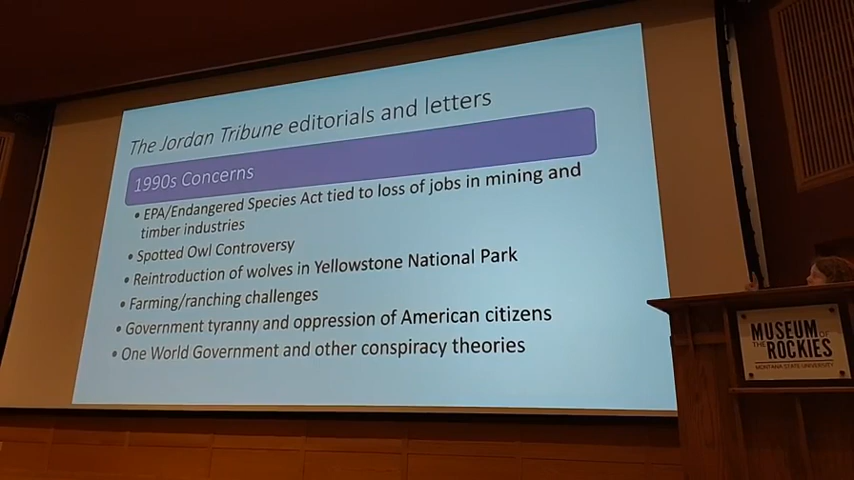 The Jordan Tribune editorials and letters
1990s Concerns
• EPA/Endangered Species Act tied to loss of jobs in mining and
timber industries
• Spotted Owl Controversy
• Reintroduction of wolves in Yellowstone National Park
• Farming/ranching challenges
• Government tyranny and oppression of American citizens
• One World Government and other conspiracy theories
MUSEUM OF
THE ROCKIES
MONTANA STATE UNIVERSITY